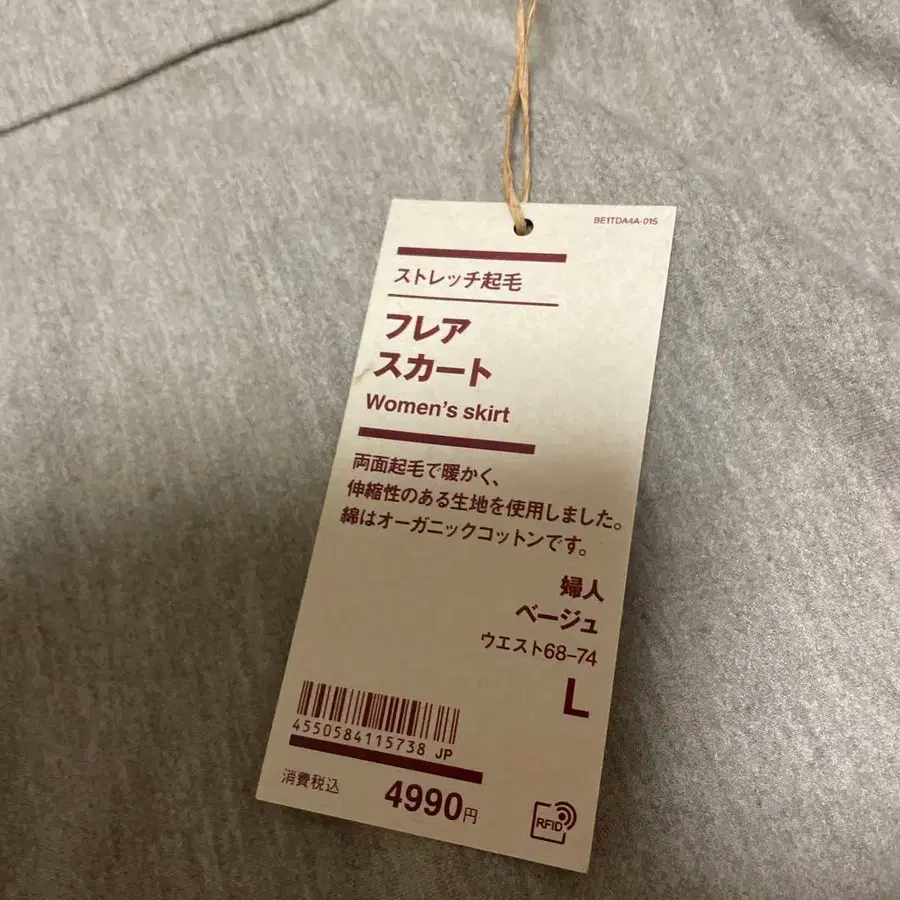 BE1TDA4A-015
ストレッチ起毛
フレア
スカート
Women's skirt
両面起毛で暖かく、
伸縮性のある生地を使用しました。
綿はオーガニックコットンです。
婦人
ベージュ
ウエスト68-74
L
4550584115738 JP
消費税込 4990円
RFID